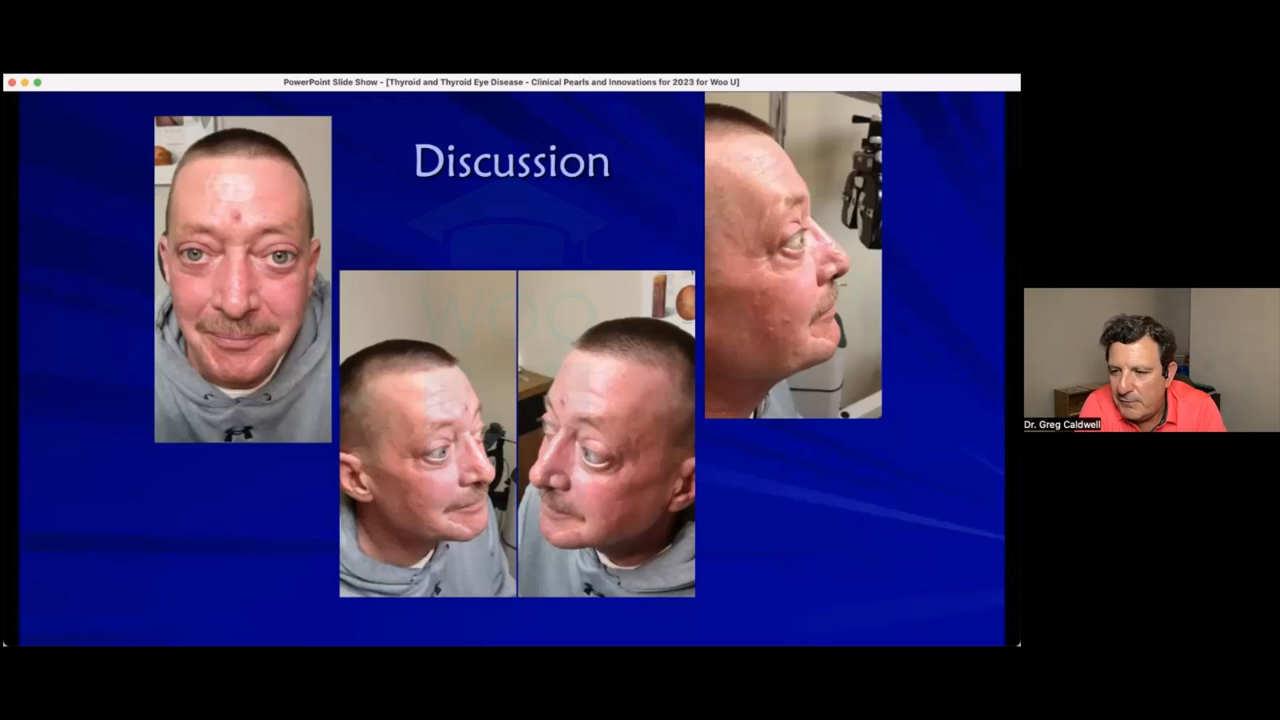 PowerPoint Slide Show - [Thyroid and Thyroid Eye Disease - Clinical Pearls and Innovations for 2023 for Woo U]
Discussion
WOO
Dr. Greg Caldwell